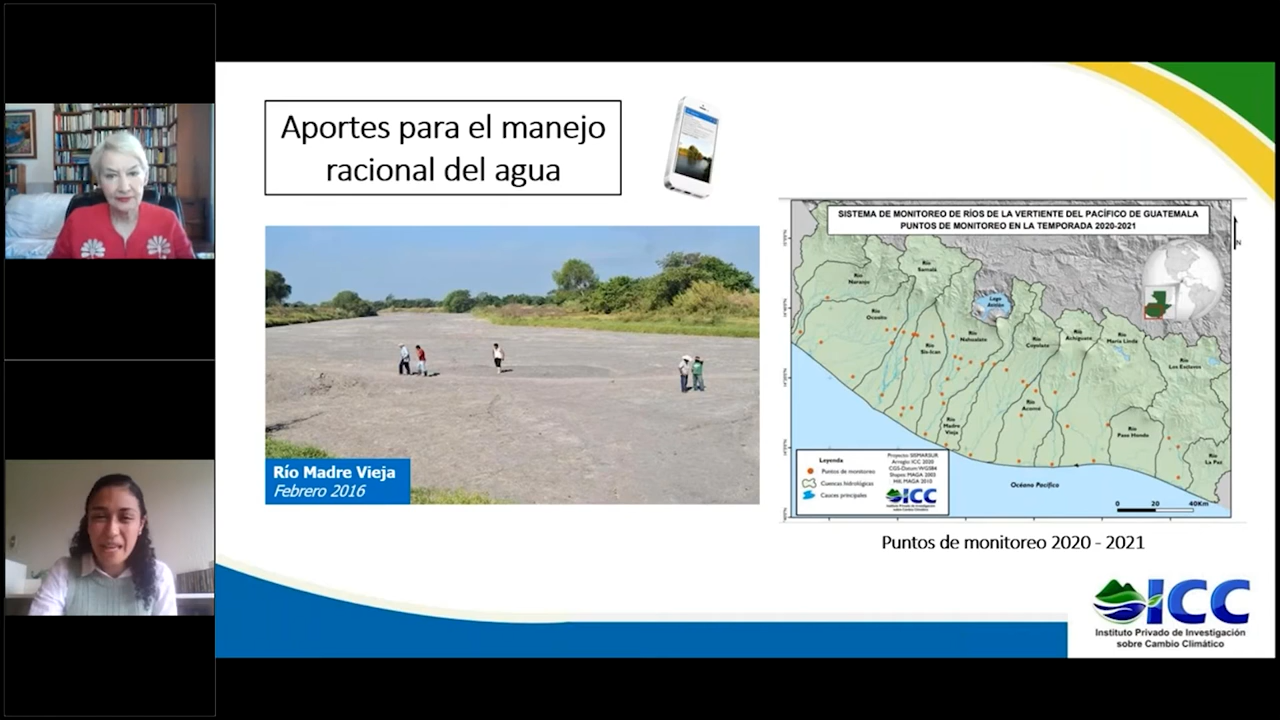 Aportes para el manejo
racional del agua
Río Madre Vieja
Febrero 2016
SISTEMA DE MONITOREO DE RÍOS DE LA VERTIENTE DEL PACÍFICO DE GUATEMALA
PUNTOS DE MONITOREO EN LA TEMPORADA 2020-2021
N
Río
Samalá
Río
Naranjo
Lago
Atitlán
Río
Ocosito
Río
Sis-Ican
Río
Nahualate
Río
Coyolate
Río
Achiguate
Río
María Linda
Río
Los Esclavos
Río
Acomé
Río
Madre
Vieja
Río
Paso Hondo
Río
La Paz
Leyenda
Puntos de monitoreo
Cuencas hidrológicas
Cauces principales
Arreglo: ICC 2020
ICC
Océano Pacífico
0 20 40Km
Puntos de monitoreo 2020 - 2021
ICC
Instituto Privado de Investigación
sobre Cambio Climático